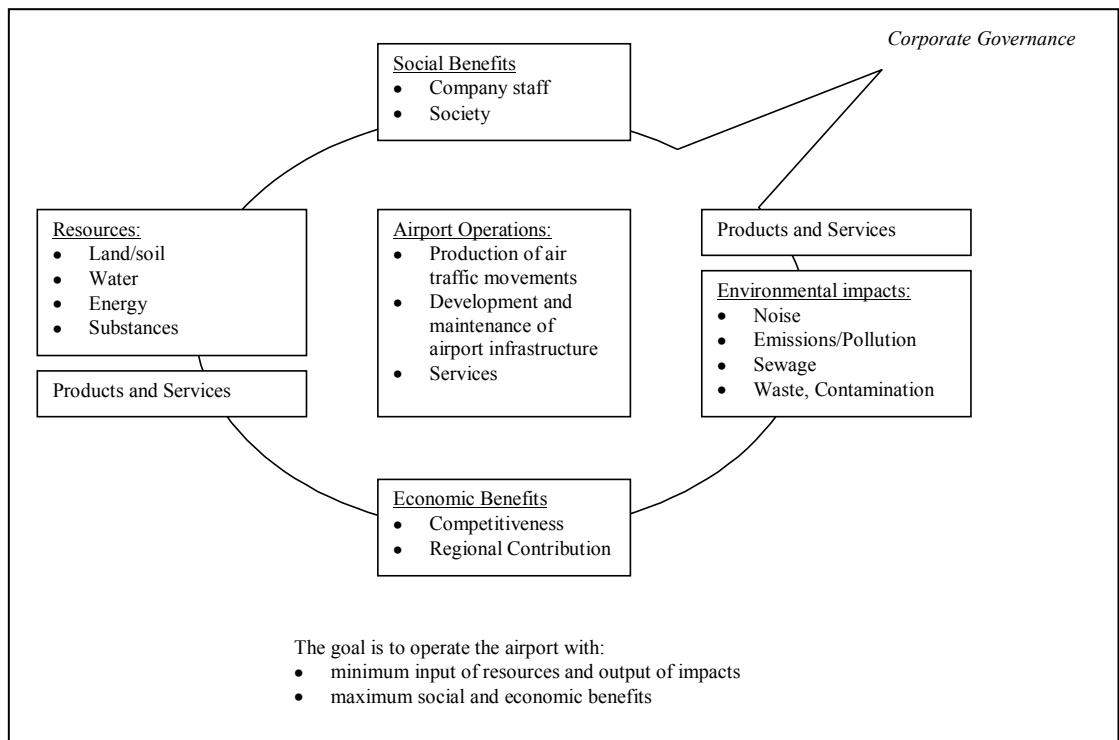 Corporate Governance
Social Benefits
• Company staff
• Society
Resources:
• Land/soil
• Water
• Energy
• Substances
Products and Services
Airport Operations:
• Production of air
traffic movements
• Development and
maintenance of
airport infrastructure
• Services
Products and Services
Environmental impacts:
• Noise
• Emissions/Pollution
• Sewage
• Waste, Contamination
Economic Benefits
• Competitiveness
• Regional Contribution
The goal is to operate the airport with:
• minimum input of resources and output of impacts
• maximum social and economic benefits